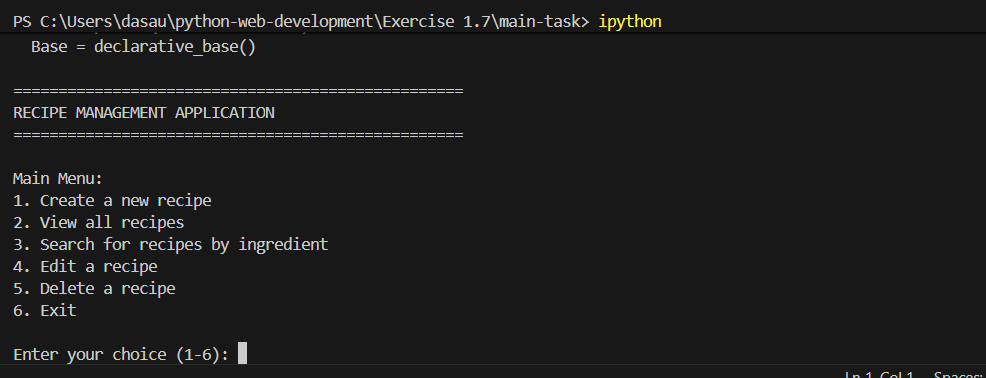 PS C:\Users\dasau\python-web-development\Exercise 1.7\main-task> ipython
Base = declarative_base()
==================================================
RECIPE MANAGEMENT APPLICATION
==================================================
Main Menu:
1. Create a new recipe
2. View all recipes
3. Search for recipes by ingredient
4. Edit a recipe
5. Delete a recipe
6. Exit
Enter your choice (1-6):
Ln 1, Col 1 Spaces: